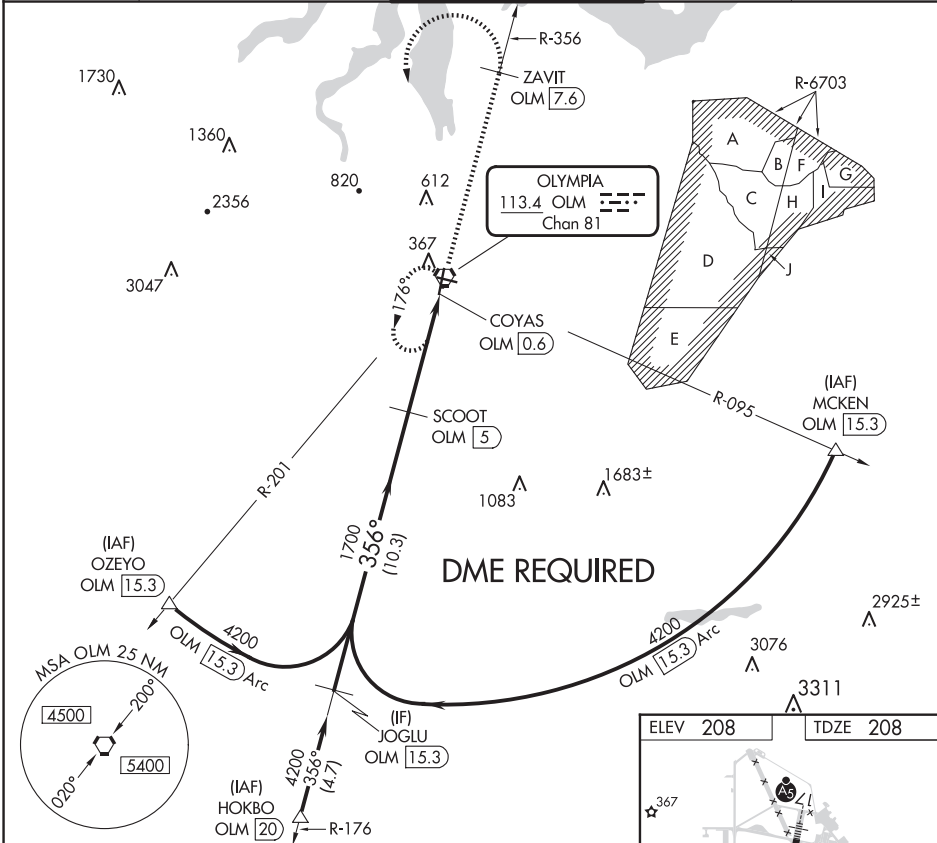 R-356
ZAVIT
OLM 7.6
1730
R-6703
1360
A
B
F
G
820
612
OLYMPIA
113.4 OLM
Chan 81
2356
C
H
I
367
3047
D
J
176°
COYAS
OLM 0.6
E
R-095
(IAF)
MCKEN
OLM 15.3
SCOOT
OLM 5
R-201
1083
1683±
1700
356°
(10.3)
DME REQUIRED
(IAF)
OZEYO
OLM 15.3
4200
OLM 15.3 Arc
4200
OLM 15.3 Arc
2925±
3076
3311
MSA OLM 25 NM
4500
200°
5400
020°
(IF)
JOGLU
OLM 15.3
4200
356°
(4.7)
(IAF)
HOKBO
OLM 20
R-176
ELEV 208
TDZE 208
367
A5
17